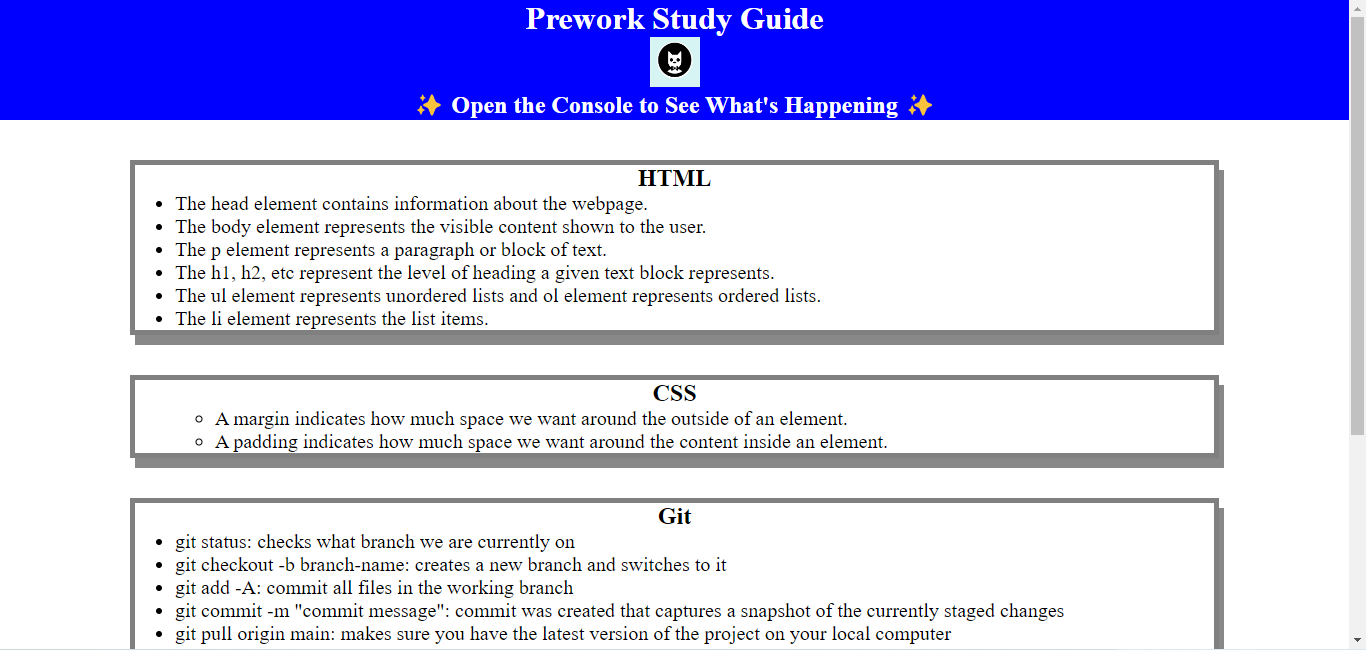 Prework Study Guide
✨ Open the Console to See What's Happening ✨
HTML
• The head element contains information about the webpage.
• The body element represents the visible content shown to the user.
• The p element represents a paragraph or block of text.
• The h1, h2, etc represent the level of heading a given text block represents.
• The ul element represents unordered lists and ol element represents ordered lists.
• The li element represents the list items.
CSS
◦ A margin indicates how much space we want around the outside of an element.
◦ A padding indicates how much space we want around the content inside an element.
Git
• git status: checks what branch we are currently on
• git checkout -b branch-name: creates a new branch and switches to it
• git add -A: commit all files in the working branch
• git commit -m "commit message": commit was created that captures a snapshot of the currently staged changes
• git pull origin main: makes sure you have the latest version of the project on your local computer